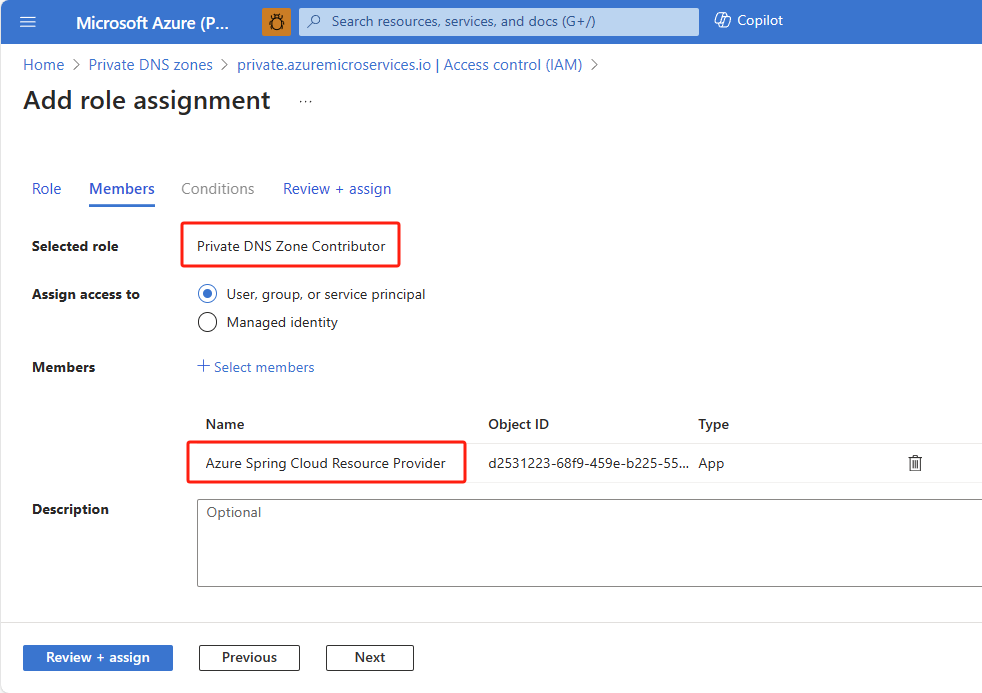 Microsoft Azure (P...
Search resources, services, and docs (G+/)
Copilot
Home > Private DNS zones > private.azuremicroservices.io | Access control (IAM) >
Add role assignment ...
Role Members Conditions Review + assign
Selected role Private DNS Zone Contributor
Assign access to User, group, or service principal
Managed identity
Members + Select members
Name Object ID Type
Azure Spring Cloud Resource Provider d2531223-68f9-459e-b225-55... App
Description Optional
Review + assign Previous Next